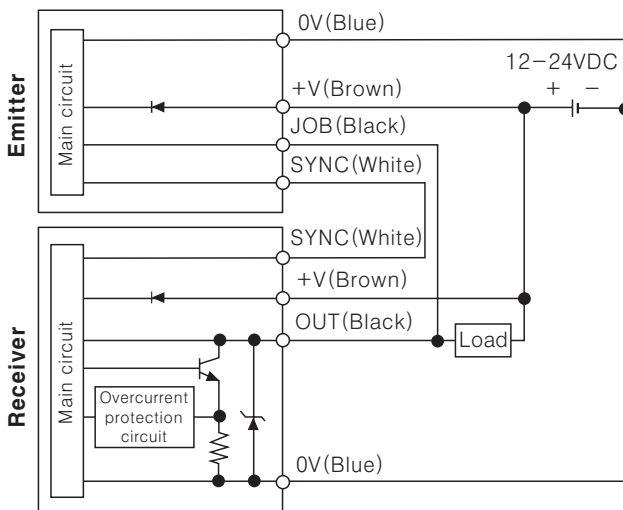 0V(Blue)
12-24VDC
+ -
+V(Brown)
JOB(Black)
SYNC(White)
Main circuit
Emitter
SYNC(White)
+V(Brown)
OUT(Black)
Load
Main circuit
Receiver
Overcurrent
protection
circuit
0V(Blue)